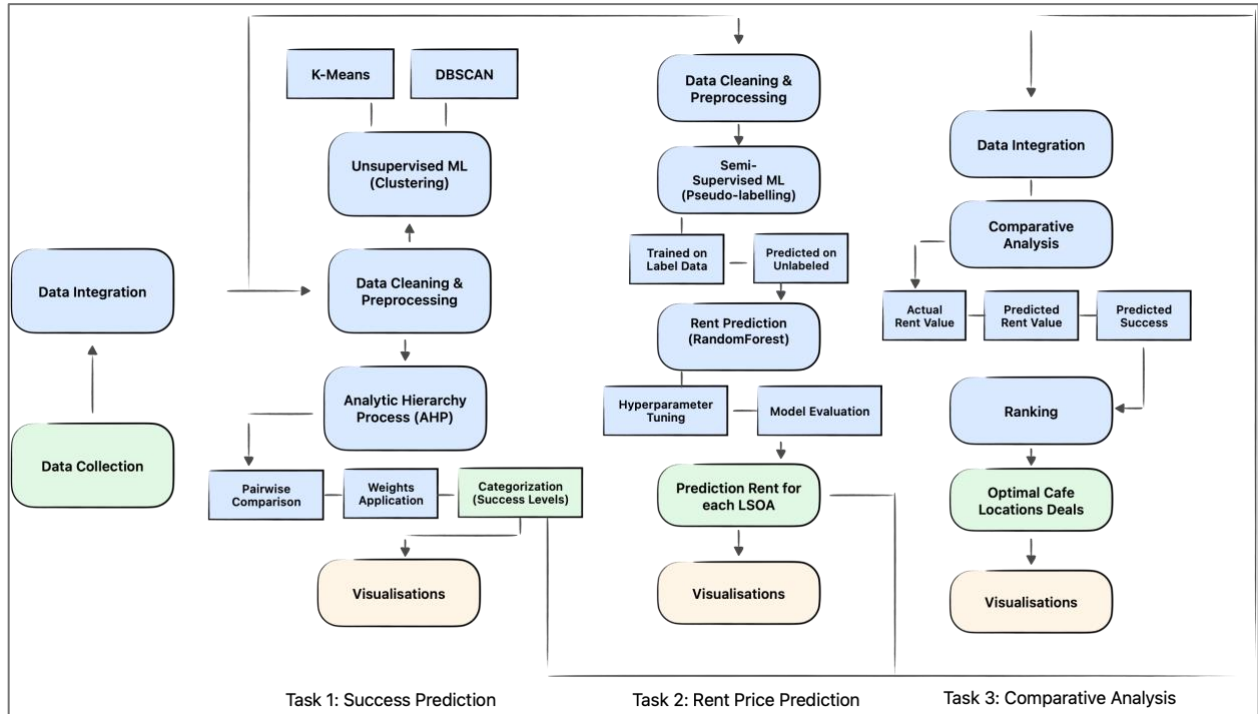 K-Means
DBSCAN
Unsupervised ML
(Clustering)
Data Integration
Data Cleaning &
Preprocessing
Data Collection
Analytic Hierarchy
Process (AHP)
Pairwise
Comparison
Weights
Application
Categorization
(Success Levels)
Visualisations
Task 1: Success Prediction
Data Cleaning &
Preprocessing
Semi-
Supervised ML
(Pseudo-labelling)
Trained on
Label Data
Predicted on
Unlabeled
Rent Prediction
(RandomForest)
Hyperparameter
Tuning
Model Evaluation
Prediction Rent for
each LSOA
Visualisations
Task 2: Rent Price Prediction
Data Integration
Comparative
Analysis
Actual
Rent Value
Predicted
Rent Value
Predicted
Success
Ranking
Optimal Cafe
Locations Deals
Visualisations
Task 3: Comparative Analysis